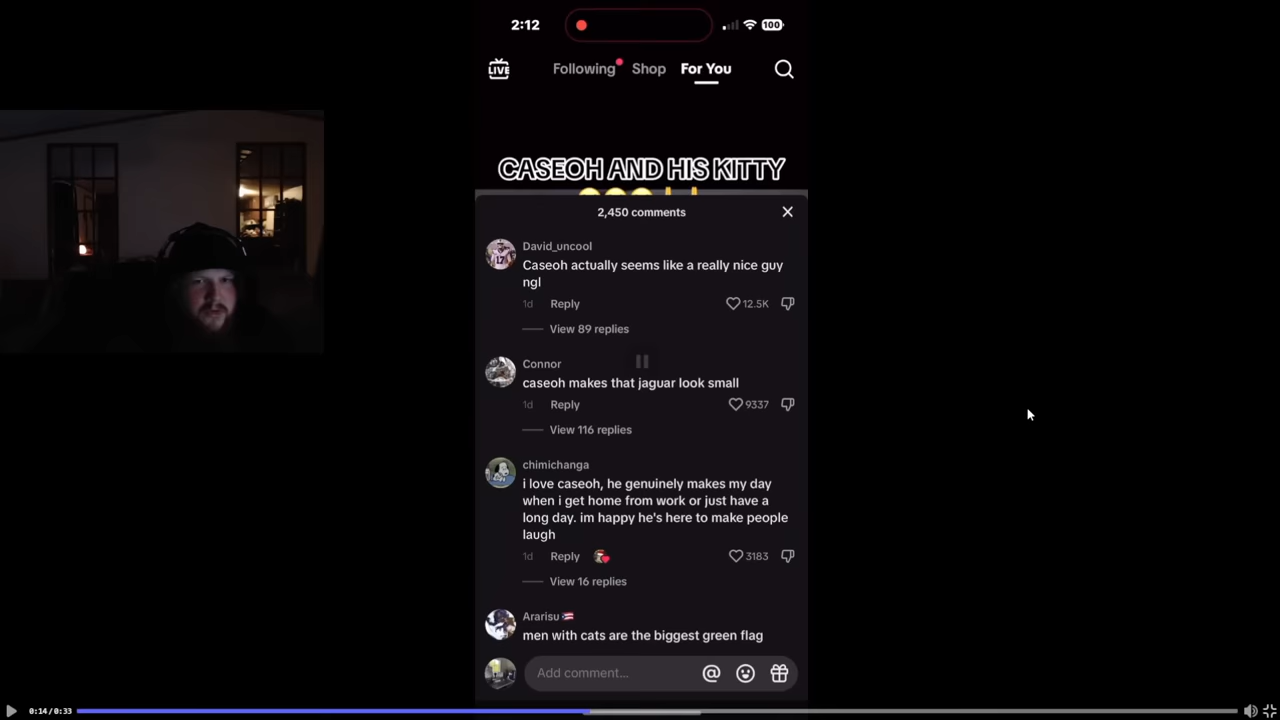 2:12
100
LIVE
Following
Shop
For You
CASEOH AND HIS KITTY
2,450 comments
David_uncool
Caseoh actually seems like a really nice guy
ngl
1d Reply 12.5K
View 89 replies
Connor
caseoh makes that jaguar look small
1d Reply 9337
View 116 replies
chimichanga
i love caseoh, he genuinely makes my day
when i get home from work or just have a
long day. im happy he's here to make people
laugh
1d Reply 3183
View 16 replies
Ararisu
men with cats are the biggest green flag
Add comment...
0:14/0:33